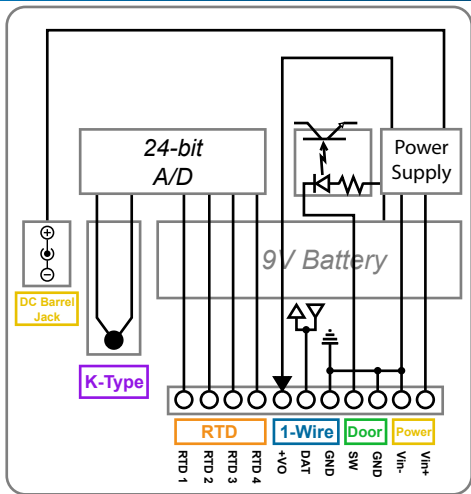 24-bit
A/D
Power
Supply
9V Battery
DC Barrel
Jack
K-Type
RTD
1-Wire
Door
Power
RTD 1
RTD 2
RTD 3
RTD 4
+VO
DAT
GND
SW
GND
Vin-
Vin+